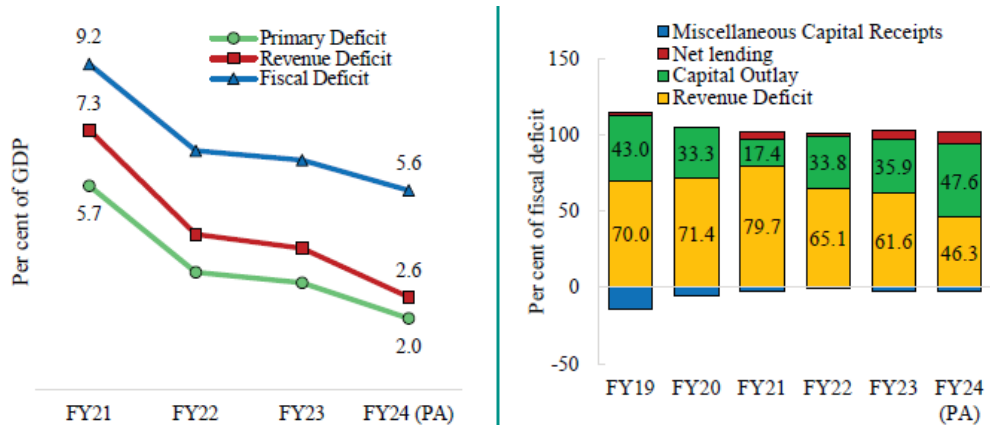 Per cent of GDP
9.2
7.3
5.7
Primary Deficit
Revenue Deficit
Fiscal Deficit
5.6
2.6
2.0
FY21 FY22 FY23 FY24 (PA)
Per cent of fiscal deficit
Miscellaneous Capital Receipts
Net lending
Capital Outlay
Revenue Deficit
150
100
50
0
-50
43.0 33.3 17.4 33.8 35.9 47.6
70.0 71.4 79.7 65.1 61.6 46.3
FY19 FY20 FY21 FY22 FY23 FY24
(PA)